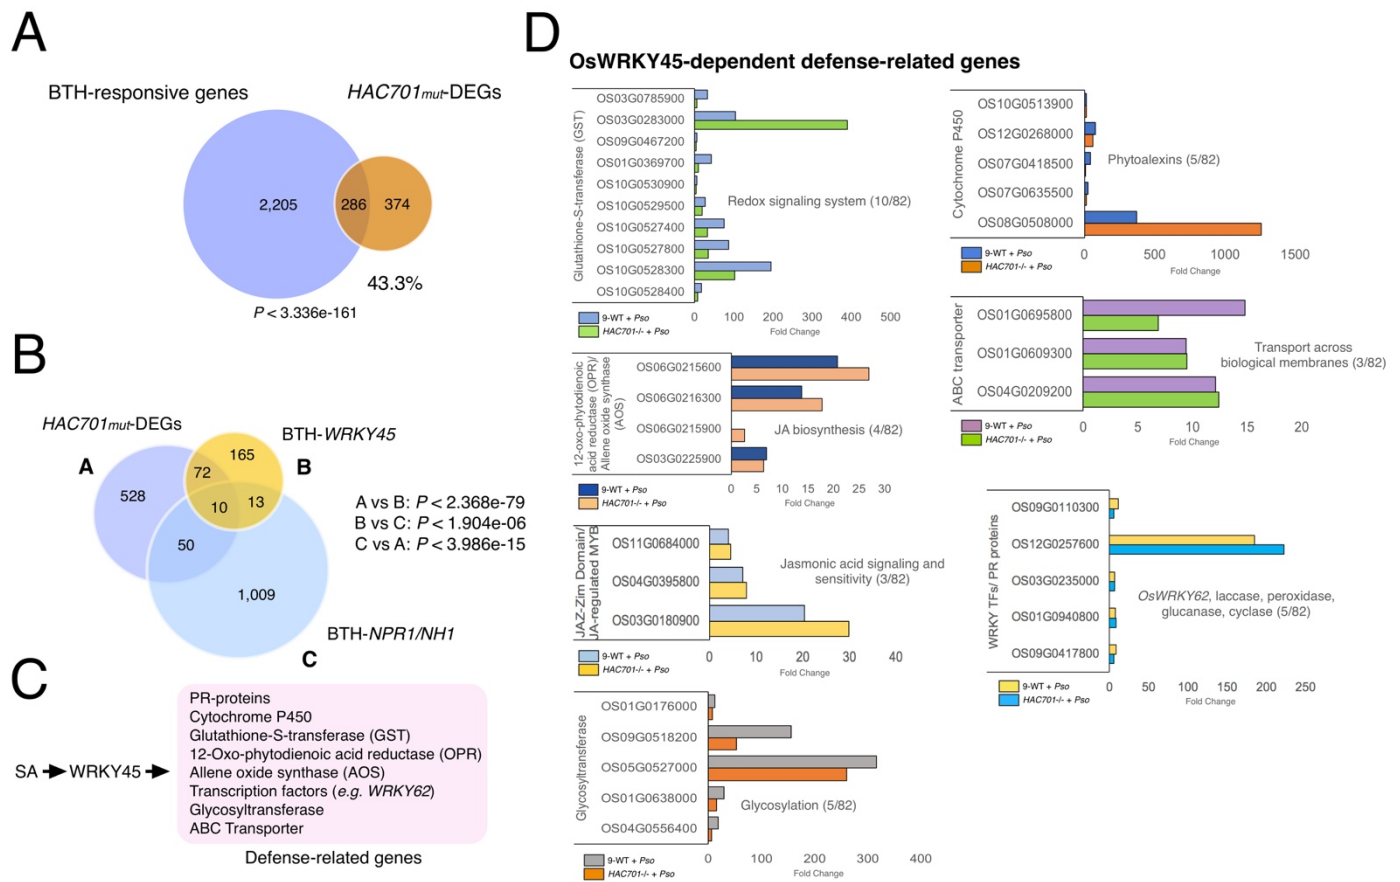 A
BTH-responsive genes
HAC701mut-DEGs
2,205
286
374
43.3%
P < 3.336e-161
B
HAC701mut-DEGs
BTH-WRKY45
A
B
528
72
165
10
13
50
1,009
A vs B: P < 2.368e-79
B vs C: P < 1.904e-06
C vs A: P < 3.986e-15
BTH-NPR1/NH1
C
C
SA
WRKY45
PR-proteins
Cytochrome P450
Glutathione-S-transferase (GST)
12-Oxo-phytodienoic acid reductase (OPR)
Allene oxide synthase (AOS)
Transcription factors (e.g. WRKY62)
Glycosyltransferase
ABC Transporter
Defense-related genes
D
OsWRKY45-dependent defense-related genes
Glutathione-S-transferase (GST)
OS03G0785900
OS03G0283000
OS09G0467200
OS01G0369700
OS10G0530900
OS10G0529500
OS10G0527400
OS10G0527800
OS10G0528300
OS10G0528400
Redox signaling system (10/82)
9-WT + Pso
HAC701-/- + Pso
0 100 200 300 400 500
Fold Change
12-oxo-phytodienoic
acid reductase (OPR)/
Allene oxide synthase
(AOS)
OS06G0215600
OS06G0216300
OS06G0215900
OS03G0225900
JA biosynthesis (4/82)
9-WT + Pso
HAC701-/- + Pso
0 5 10 15 20 25 30
Fold Change
JAZ-Zim Domain/
JA-regulated MYB
OS11G0684000
OS04G0395800
OS03G0180900
Jasmonic acid signaling and
sensitivity (3/82)
9-WT + Pso
HAC701-/- + Pso
0 10 20 30 40
Fold Change
Glycosyltransferase
OS01G0176000
OS09G0518200
OS05G0527000
OS01G0638000
OS04G0556400
Glycosylation (5/82)
9-WT + Pso
HAC701-/- + Pso
0 100 200 300 400
Fold Change
Cytochrome P450
OS10G0513900
OS12G0268000
OS07G0418500
OS07G0635500
OS08G0508000
Phytoalexins (5/82)
9-WT + Pso
HAC701-/- + Pso
0 500 1000 1500
Fold Change
ABC transporter
OS01G0695800
OS01G0609300
OS04G0209200
Transport across
biological membranes (3/82)
9-WT + Pso
HAC701-/- + Pso
0 5 10 15 20
Fold Change
WRKY TFs/ PR proteins
OS09G0110300
OS12G0257600
OS03G0235000
OS01G0940800
OS09G0417800
OsWRKY62, laccase, peroxidase,
glucanase, cyclase (5/82)
9-WT + Pso
HAC701-/- + Pso
0 50 100 150 200 250
Fold Change